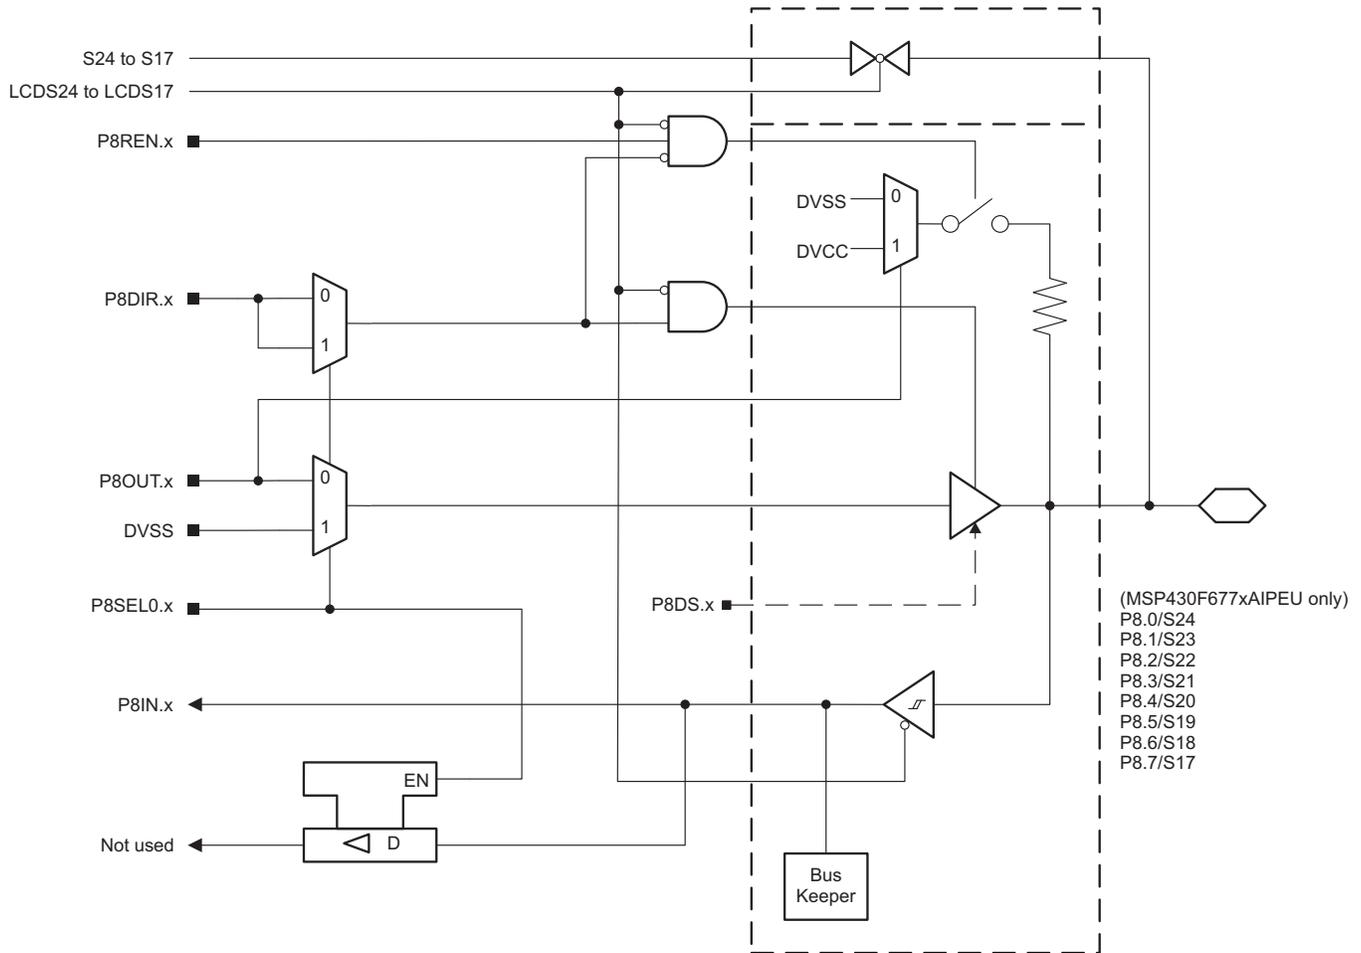 S24 to S17
LCDS24 to LCDS17
P8REN.x
DVSS
0
DVCC
1
P8DIR.x
0
1
P8OUT.x
0
DVSS
1
P8SEL0.x
P8DS.x
(MSP430F677xAIPEU only)
P8.0/S24
P8.1/S23
P8.2/S22
P8.3/S21
P8.4/S20
P8.5/S19
P8.6/S18
P8.7/S17
P8IN.x
EN
Not used
D
Bus
Keeper